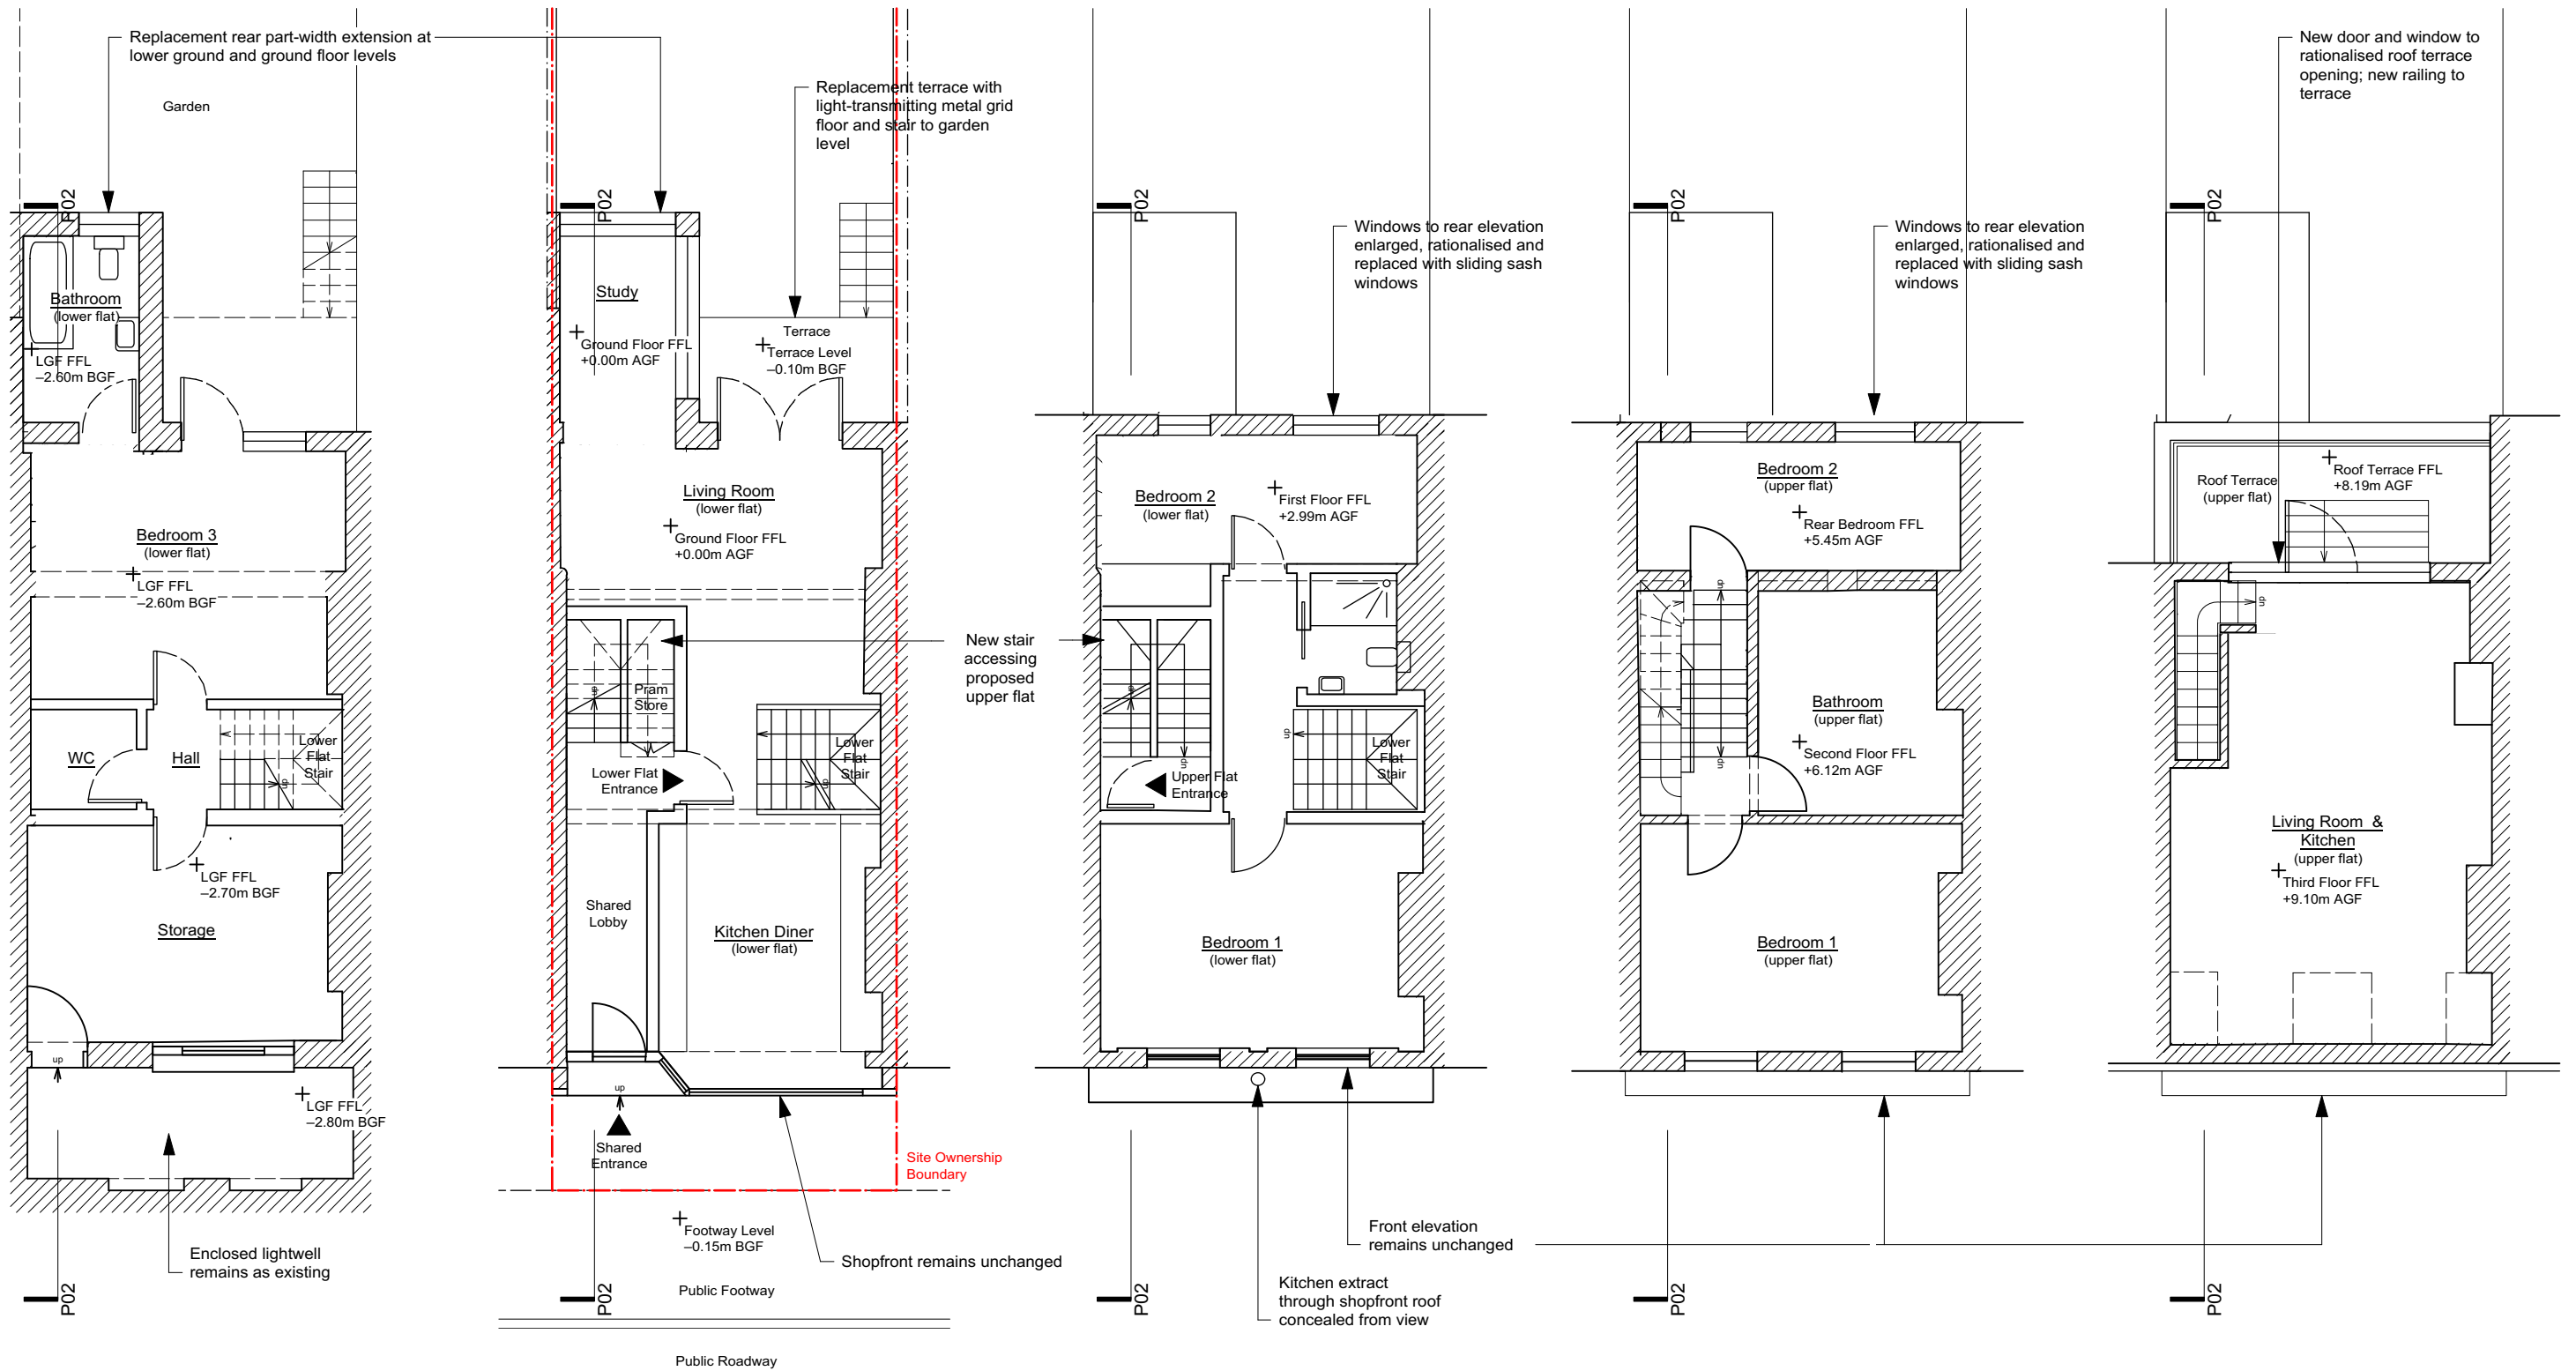 Replacement rear part-width extension at
lower ground and ground floor levels
Garden
P02
Bathroom
(lower flat)
LGF FFL
–2.60m BGF
Bedroom 3
(lower flat)
LGF FFL
–2.60m BGF
WC
Hall
Lower
Flat
Stair
up
LGF FFL
–2.70m BGF
Storage
up
LGF FFL
–2.80m BGF
Enclosed lightwell
remains as existing
P02
Replacement terrace with
light-transmitting metal grid
floor and stair to garden
level
P02
Study
Ground Floor FFL
+0.00m AGF
Terrace
Terrace Level
–0.10m BGF
Living Room
(lower flat)
Ground Floor FFL
+0.00m AGF
Pram
Store
up
Lower Flat
Entrance
Lower
Flat
Stair
up
Shared
Lobby
Kitchen Diner
(lower flat)
up
Shared
Entrance
Site Ownership
Boundary
Footway Level
–0.15m BGF
Shopfront remains unchanged
P02
Public Footway
Public Roadway
New stair
accessing
proposed
upper flat
P02
Windows to rear elevation
enlarged, rationalised and
replaced with sliding sash
windows
Bedroom 2
(lower flat)
First Floor FFL
+2.99m AGF
up
dn
Upper Flat
Entrance
dn
Lower
Flat
Stair
Bedroom 1
(lower flat)
Front elevation
remains unchanged
Kitchen extract
through shopfront roof
concealed from view
P02
P02
Windows to rear elevation
enlarged, rationalised and
replaced with sliding sash
windows
Bedroom 2
(upper flat)
Rear Bedroom FFL
+5.45m AGF
dn
Bathroom
(upper flat)
Second Floor FFL
+6.12m AGF
dn
Bedroom 1
(upper flat)
P02
New door and window to
rationalised roof terrace
opening; new railing to
terrace
P02
Roof Terrace
(upper flat)
Roof Terrace FFL
+8.19m AGF
dn
Living Room &
Kitchen
(upper flat)
Third Floor FFL
+9.10m AGF
P02